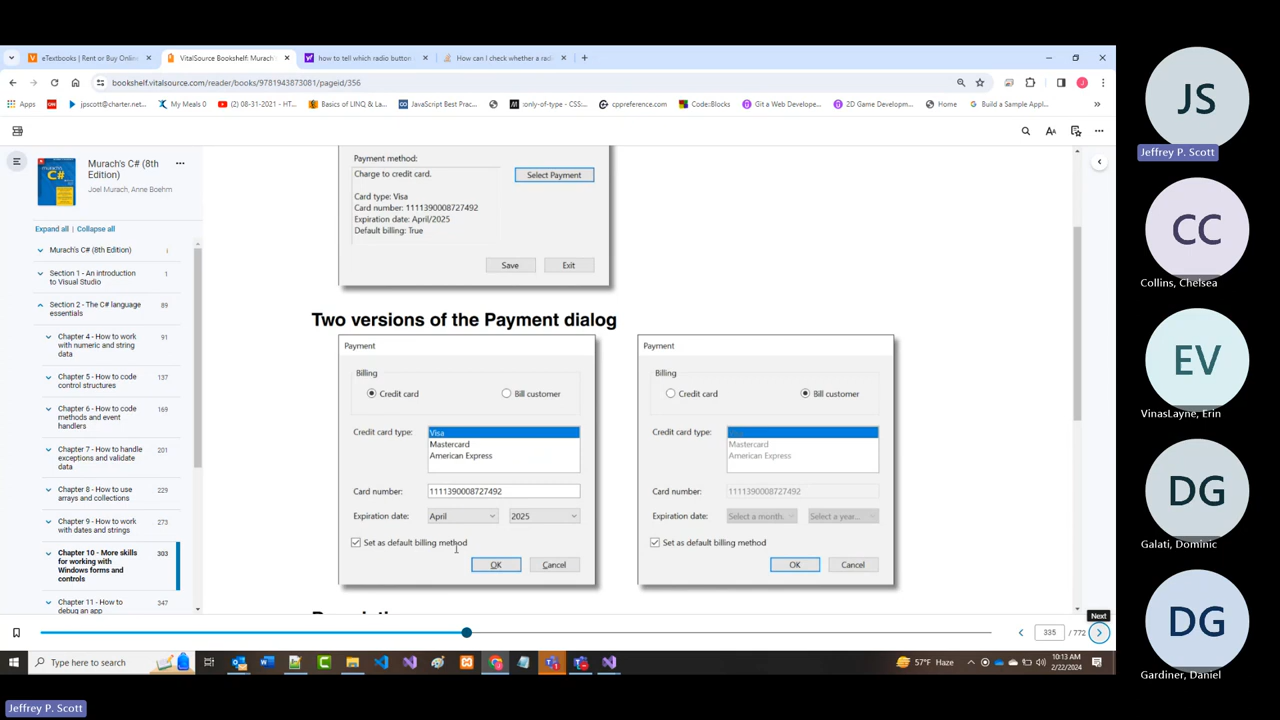 eTextbooks | Rent or Buy Online
VitalSource Bookshelf: Murach
how to tell which radio button
How can I check whether a radi
bookshelf.vitalsource.com/reader/books/9781943873081/pageid/356
Apps
jpscott@charter.net...
My Meals 0
(2) 08-31-2021 - HT...
Basics of LINQ & La...
JavaScript Best Prac...
:only-of-type - CSS...
cppreference.com
Code:Blocks
Git a Web Develope...
2D Game Developm...
Home
Build a Sample Appl...
Murach's C# (8th
Edition)
Joel Murach, Anne Boehm
Expand all | Collapse all
Murach's C# (8th Edition) i
Section 1 - An introduction 1
to Visual Studio
Section 2 - The C# language 89
essentials
Chapter 4 - How to work 91
with numeric and string
data
Chapter 5 - How to code 137
control structures
Chapter 6 - How to code 169
methods and event
handlers
Chapter 7 - How to handle 201
exceptions and validate
data
Chapter 8 - How to use 229
arrays and collections
Chapter 9 - How to work 273
with dates and strings
Chapter 10 - More skills 303
for working with
Windows forms and
controls
Chapter 11 - How to 347
debug an app
Payment method:
Charge to credit card.
Select Payment
Card type: Visa
Card number: 1111390008727492
Expiration date: April/2025
Default billing: True
Save Exit
Two versions of the Payment dialog
Payment
Billing
Credit card Bill customer
Credit card type: Visa
Mastercard
American Express
Card number: 1111390008727492
Expiration date: April 2025
Set as default billing method
OK Cancel
Payment
Billing
Credit card Bill customer
Credit card type:
Mastercard
American Express
Card number: 1111390008727492
Expiration date: Select a month... Select a year...
Set as default billing method
OK Cancel
Next
335 / 772
Type here to search
57°F Haze
10:13 AM
2/22/2024
JS
Jeffrey P. Scott
CC
Collins, Chelsea
EV
VinasLayne, Erin
DG
Galati, Dominic
DG
Gardiner, Daniel
Jeffrey P. Scott